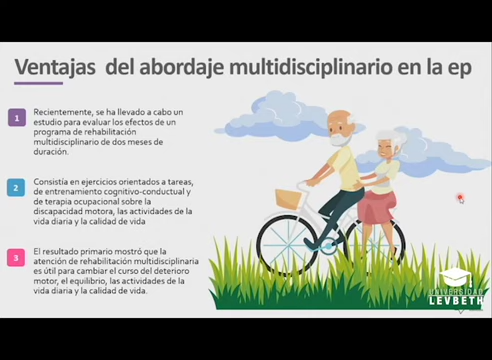 Ventajas del abordaje multidisciplinario en la ep
1
Recientemente, se ha llevado a cabo un
estudio para evaluar los efectos de un
programa de rehabilitación
multidisciplinario de dos meses de
duración.
2
Consistía en ejercicios orientados a tareas,
de entrenamiento cognitivo-conductual y
de terapia ocupacional sobre la
discapacidad motora, las actividades de la
vida diaria y la calidad de vida
3
El resultado primario mostró que la
atención de rehabilitación multidisciplinaria
es útil para cambiar el curso del deterioro
motor, el equilibrio, las actividades de la
vida diaria y la calidad de vida.
UNIVERSIDAD
LEVBETH